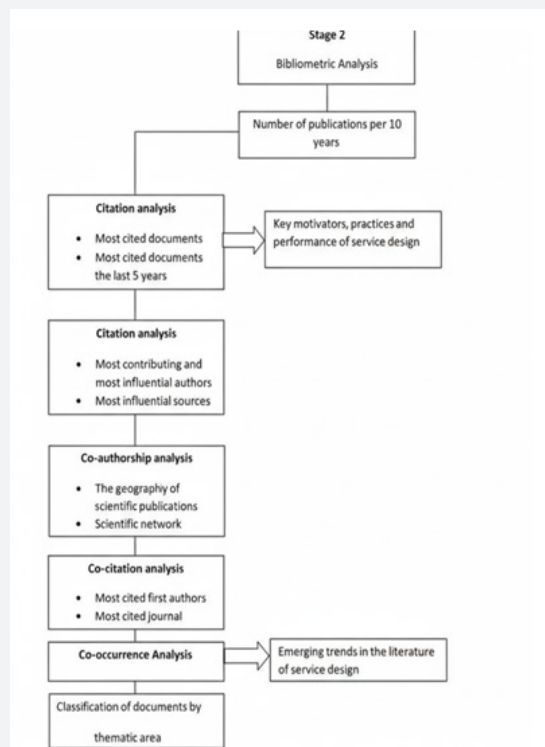 Stage 2
Bibliometric Analysis
Number of publications per 10
years
Citation analysis
• Most cited documents
• Most cited documents
the last 5 years
Key motivators, practices and
performance of service design
Citation analysis
• Most contributing and
most influential authors
• Most influential sources
Co-authorship analysis
• The geography of
scientific publications
• Scientific network
Co-citation analysis
• Most cited first authors
• Most cited journal
Co-occurrence Analysis
Emerging trends in the literature
of service design
Classification of documents by
thematic area